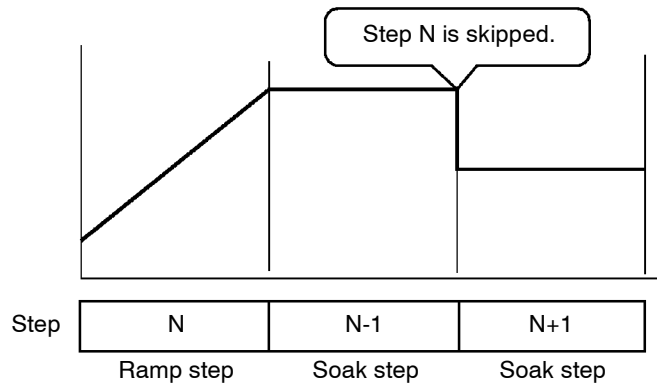 Step N is skipped.
Step N N-1 N+1
Ramp step Soak step Soak step